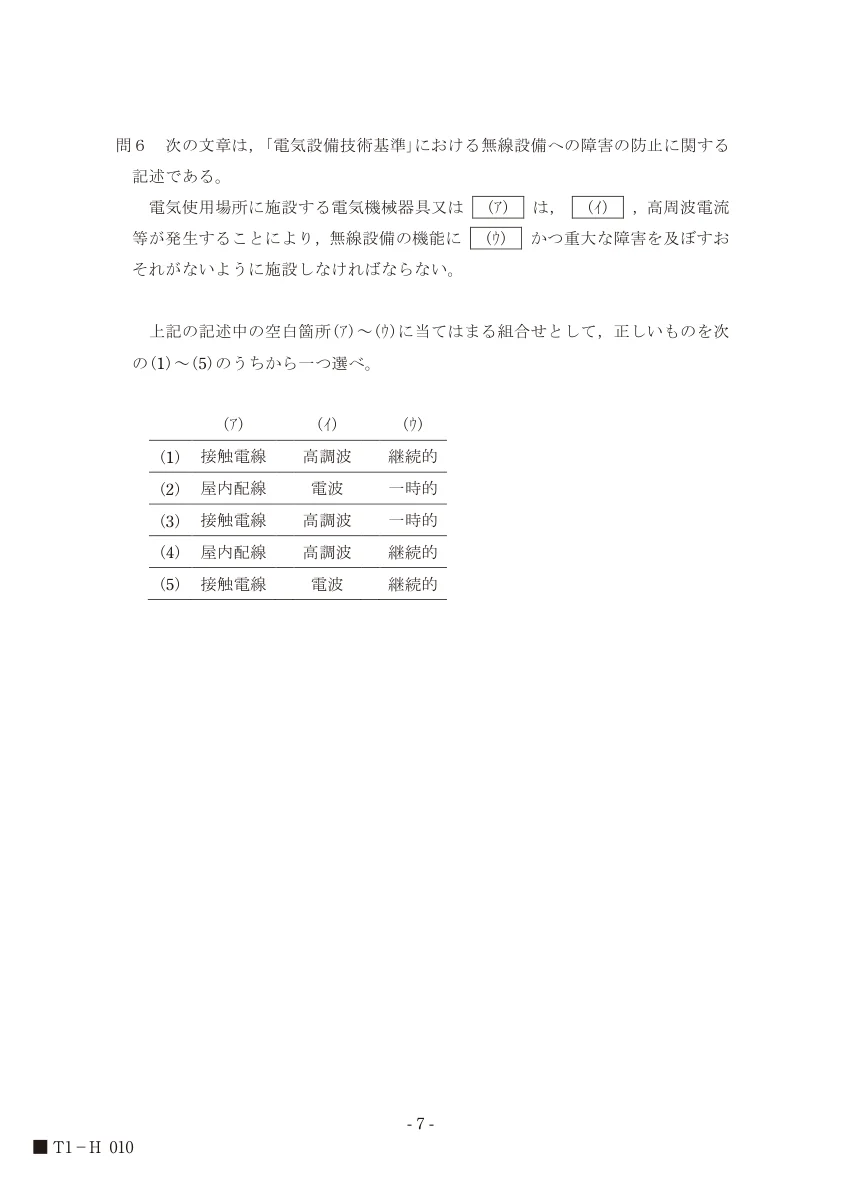 問６　次の文章は，「電気設備技術基準」における無線設備への障害の防止に関する
記述である。
電気使用場所に施設する電気機械器具又は (ｱ) は， (ｲ) ，高周波電流
等が発生することにより，無線設備の機能に (ｳ) かつ重大な障害を及ぼすお
それがないように施設しなければならない。
上記の記述中の空白箇所(ｱ)～(ｳ)に当てはまる組合せとして，正しいものを次
の(1)～(5)のうちから一つ選べ。
(ｱ) (ｲ) (ｳ)
(1) 接触電線 高調波 継続的
(2) 屋内配線 電波 一時的
(3) 接触電線 高調波 一時的
(4) 屋内配線 高調波 継続的
(5) 接触電線 電波 継続的
- 7 -
■ T1－H 010